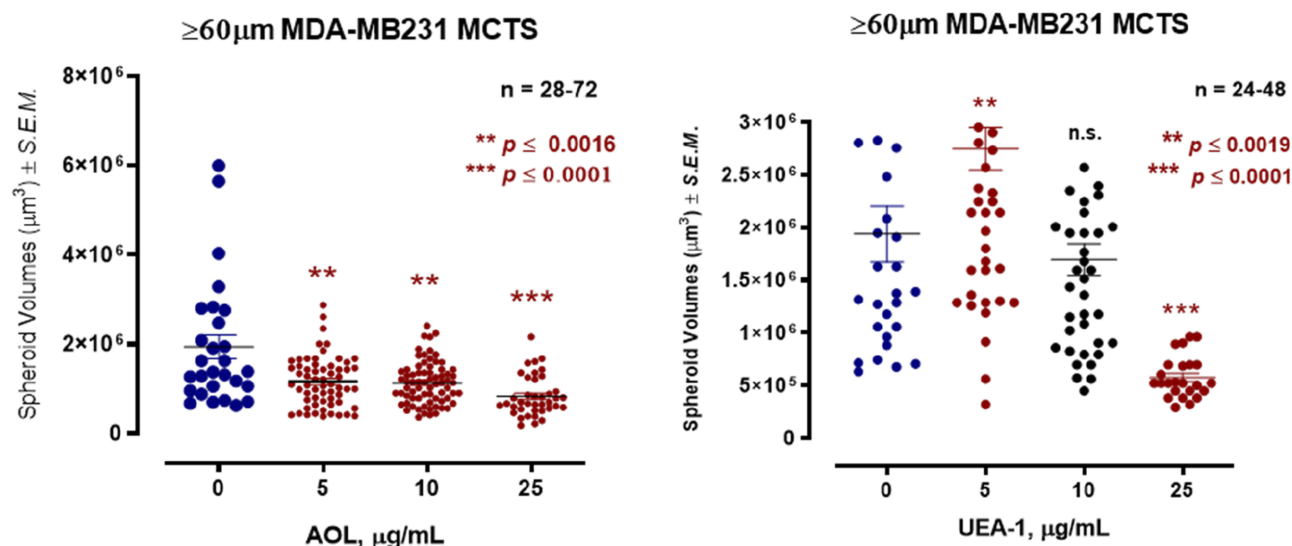 ≥60μm MDA-MB231 MCTS
Spheroid Volumes (μm³) ± S.E.M.
8×10⁶
6×10⁶
4×10⁶
2×10⁶
0
n = 28-72
** p ≤ 0.0016
*** p ≤ 0.0001
**
**
***
0 5 10 25
AOL, μg/mL
≥60μm MDA-MB231 MCTS
Spheroid Volumes (μm³) ± S.E.M.
3×10⁶
2.5×10⁶
2×10⁶
1.5×10⁶
1×10⁶
5×10⁵
0
n = 24-48
** p ≤ 0.0019
*** p ≤ 0.0001
**
n.s.
***
0 5 10 25
UEA-1, μg/mL